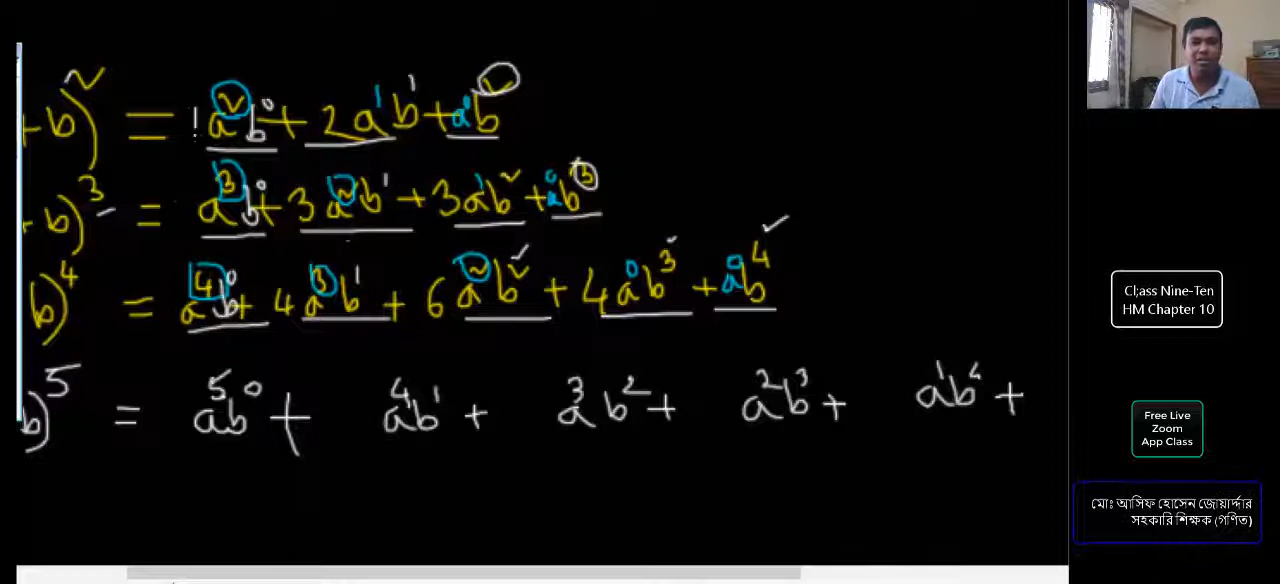 + b)² = 1a²b⁰ + 2a¹b¹ + a⁰b²
+ b)³ = a³b⁰ + 3a²b¹ + 3a¹b² + a⁰b³
b)⁴ = a⁴b⁰ + 4a³b¹ + 6a²b² + 4a⁰b³ + a⁰b⁴
b)⁵ = a⁵b⁰ + a⁴b¹ + a³b² + a²b³ + a¹b⁴ +
Cl;ass Nine-Ten
HM Chapter 10
Free Live
Zoom
App Class
মোঃ আসিফ হোসেন জোয়ার্দ্দার
সহকারি শিক্ষক (গণিত)